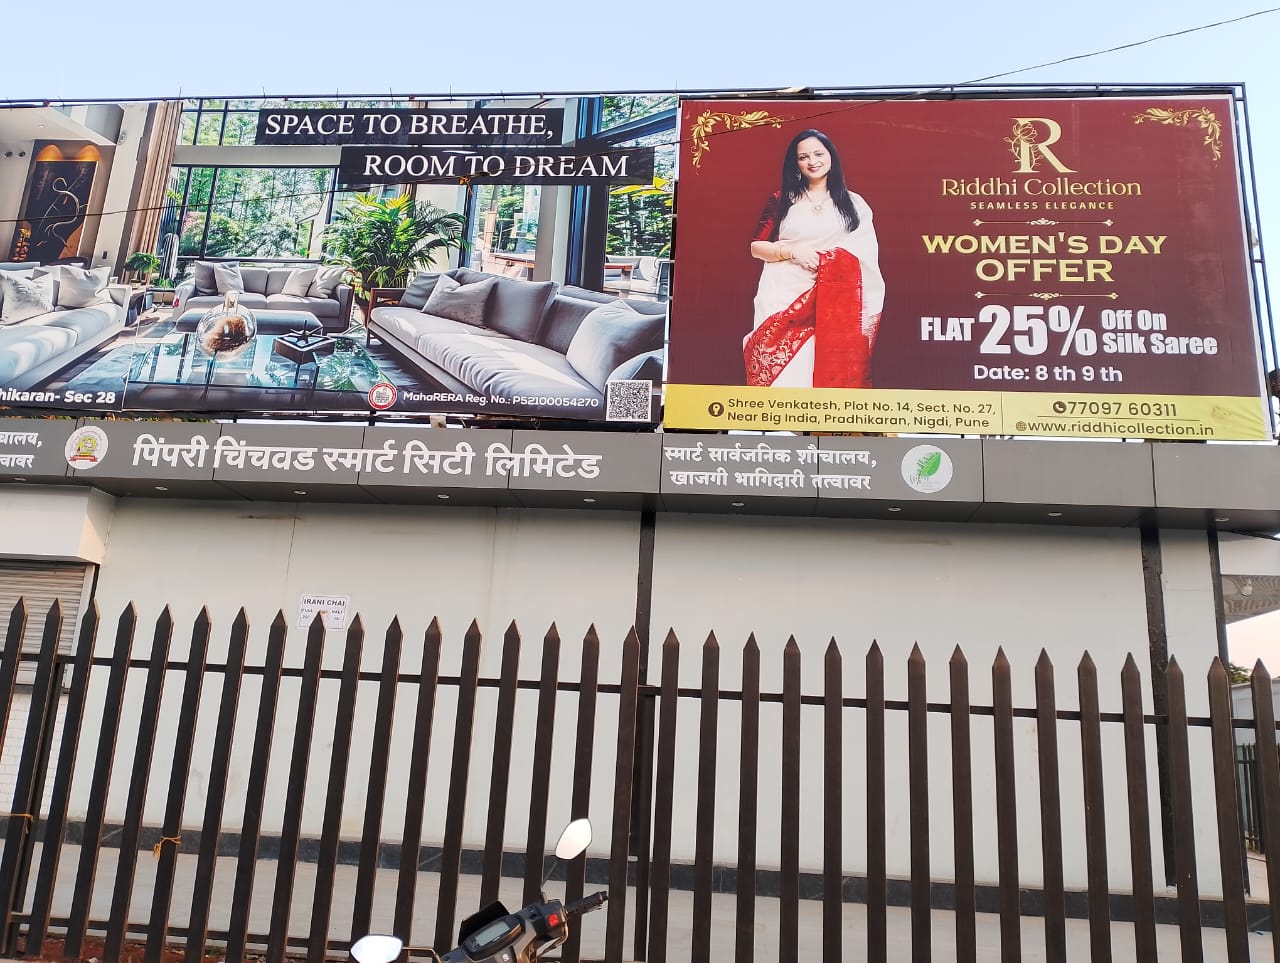 SPACE TO BREATHE,
ROOM TO DREAM
hikaran- Sec 28
MahaRERA Reg. No.: P52100054270
R
Riddhi Collection
SEAMLESS ELEGANCE
WOMEN'S DAY
OFFER
FLAT 25% Off On
Silk Saree
Date: 8 th 9 th
Shree Venkatesh, Plot No. 14, Sect. No. 27,
Near Big India, Pradhikaran, Nigdi, Pune
77097 60311
www.riddhicollection.in
चालय,
त्वावर
पिंपरी चिंचवड स्मार्ट सिटी लिमिटेड
स्मार्ट सार्वजनिक शौचालय,
खाजगी भागिदारी तत्वावर
IRANI CHAI